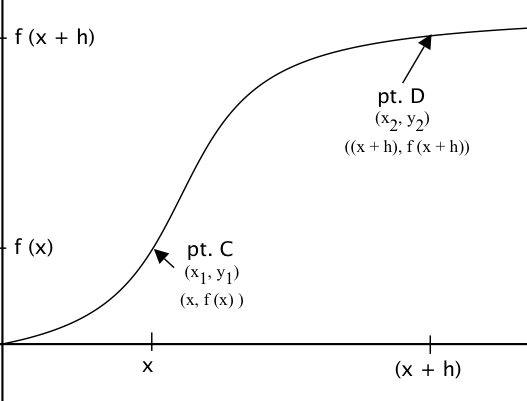 f (x + h)
pt. D
(x2, y2)
((x + h), f (x + h))
f (x)
pt. C
(x1, y1)
(x, f (x) )
x
(x + h)